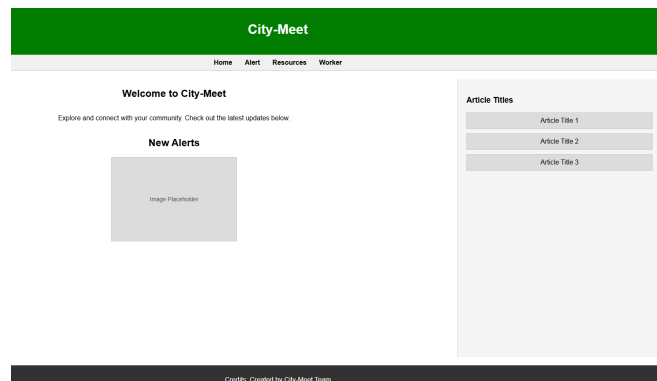 City-Meet
Home Alert Resources Worker
Welcome to City-Meet
Explore and connect with your community. Check out the latest updates below.
New Alerts
Image Placeholder
Article Titles
Article Title 1
Article Title 2
Article Title 3
Credits: Created by City-Meet Team